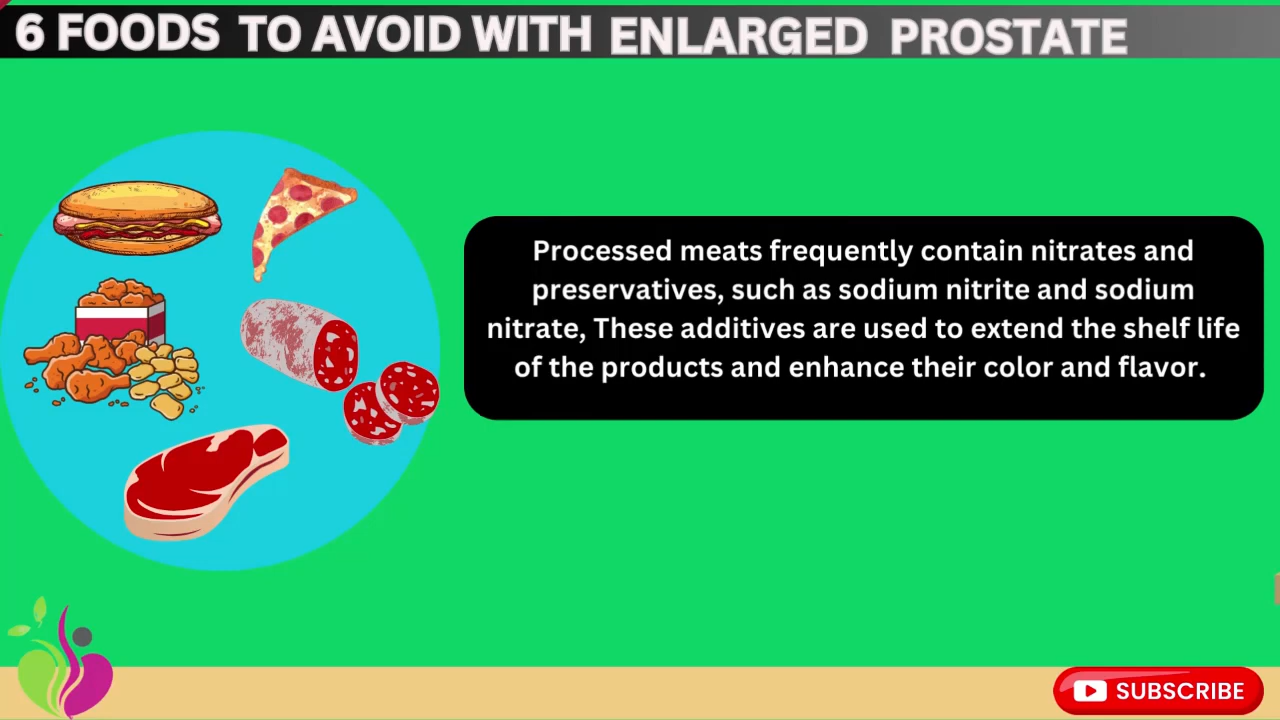 6 FOODS TO AVOID WITH ENLARGED PROSTATE
Processed meats frequently contain nitrates and
preservatives, such as sodium nitrite and sodium
nitrate, These additives are used to extend the shelf life
of the products and enhance their color and flavor.
SUBSCRIBE